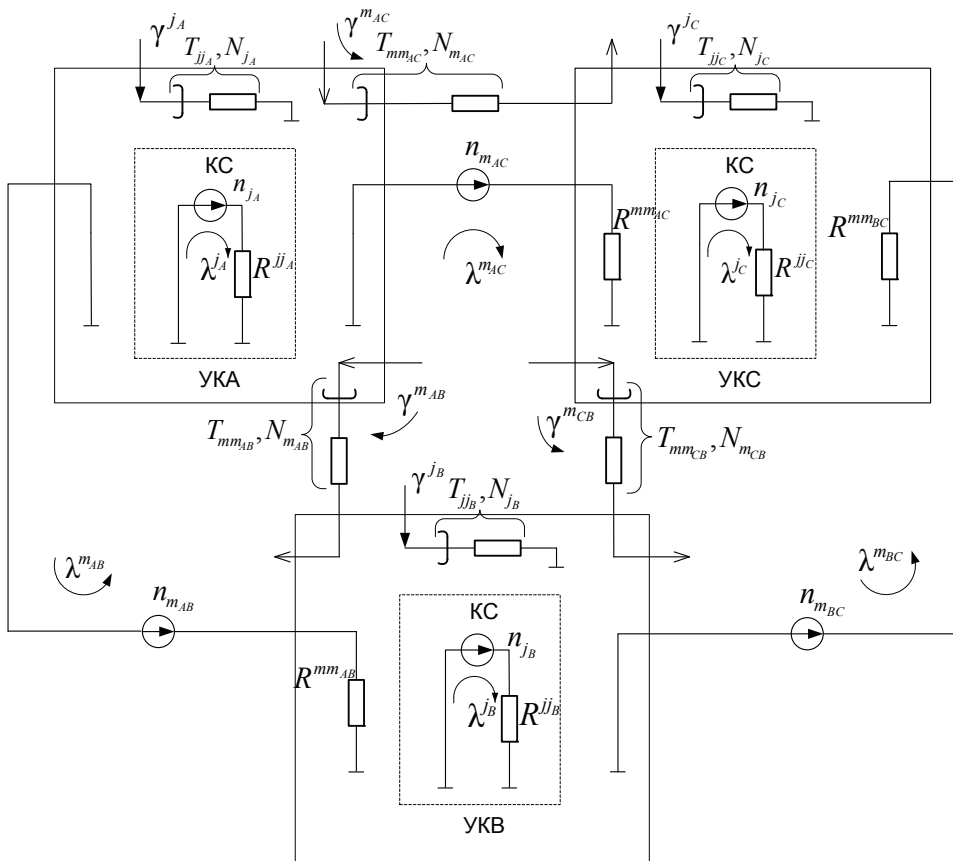 γ^{j_A}
T_{jj_A}, N_{j_A}
γ^{m_{AC}}
T_{mm_{AC}}, N_{m_{AC}}
γ^{j_C}
T_{jj_C}, N_{j_C}
КС
n_{j_A}
λ^{j_A}
R^{jj_A}
УКА
n_{m_{AC}}
λ^{m_{AC}}
R^{mm_{AC}}
КС
n_{j_C}
λ^{j_C}
R^{jj_C}
R^{mm_{BC}}
УКС
T_{mm_{AB}}, N_{m_{AB}}
γ^{m_{AB}}
γ^{m_{CB}}
T_{mm_{CB}}, N_{m_{CB}}
γ^{j_B}
T_{jj_B}, N_{j_B}
λ^{m_{AB}}
n_{m_{AB}}
R^{mm_{AB}}
КС
n_{j_B}
λ^{j_B}
R^{jj_B}
УКВ
λ^{m_{BC}}
n_{m_{BC}}